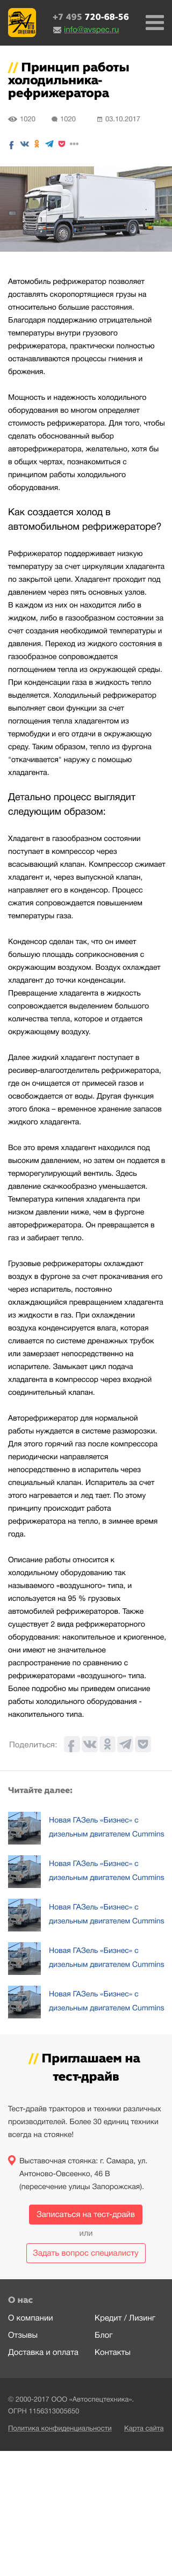 +7 495 720-68-56
info@avspec.ru
// Принцип работы
холодильника-
рефрижератора
1020 1020 03.10.2017
Автомобиль рефрижератор позволяет
доставлять скоропортящиеся грузы на
относительно большие расстояния.
Благодаря поддержанию отрицательной
температуры внутри грузового
рефрижератора, практически полностью
останавливаются процессы гниения и
брожения.
Мощность и надежность холодильного
оборудования во многом определяет
стоимость рефрижератора. Для того, чтобы
сделать обоснованный выбор
авторефрижератора, желательно, хотя бы
в общих чертах, познакомиться с
принципом работы холодильного
оборудования.
Как создается холод в
автомобильном рефрижераторе?
Рефрижератор поддерживает низкую
температуру за счет циркуляции хладагента
по закрытой цепи. Хладагент проходит под
давлением через пять основных узлов.
В каждом из них он находится либо в
жидком, либо в газообразном состоянии за
счет создания необходимой температуры и
давления. Переход из жидкого состояния в
газообразное сопровождается
поглощением тепла из окружающей среды.
При конденсации газа в жидкость тепло
выделяется. Холодильный рефрижератор
выполняет свои функции за счет
поглощения тепла хладагентом из
термобудки и его отдачи в окружающую
среду. Таким образом, тепло из фургона
"откачивается" наружу с помощью
хладагента.
Детально процесс выглядит
следующим образом:
Хладагент в газообразном состоянии
поступает в компрессор через
всасывающий клапан. Компрессор сжимает
хладагент и, через выпускной клапан,
направляет его в конденсор. Процесс
сжатия сопровождается повышением
температуры газа.
Конденсор сделан так, что он имеет
большую площадь соприкосновения с
окружающим воздухом. Воздух охлаждает
хладагент до точки конденсации.
Превращение хладагента в жидкость
сопровождается выделением большого
количества тепла, которое и отдается
окружающему воздуху.
Далее жидкий хладагент поступает в
ресивер-влагоотделитель рефрижератора,
где он очищается от примесей газов и
освобождается от воды. Другая функция
этого блока – временное хранение запасов
жидкого хладагента.
Все это время хладагент находился под
высоким давлением, но затем он подается в
терморегулирующий вентиль. Здесь
давление скачкообразно уменьшается.
Температура кипения хладагента при
низком давлении ниже, чем в фургоне
авторефрижератора. Он превращается в
газ и забирает тепло.
Грузовые рефрижераторы охлаждают
воздух в фургоне за счет прокачивания его
через испаритель, постоянно
охлаждающийся превращением хладагента
из жидкости в газ. При охлаждении
воздуха конденсируется влага, которая
сливается по системе дренажных трубок
или замерзает непосредственно на
испарителе. Замыкает цикл подача
хладагента в компрессор через входной
соединительный клапан.
Авторефрижератор для нормальной
работы нуждается в системе разморозки.
Для этого горячий газ после компрессора
периодически направляется
непосредственно в испаритель через
специальный клапан. Испаритель за счет
этого нагревается и лед тает. По этому
принципу происходит работа
рефрижератора на тепло, в зимнее время
года.
Описание работы относится к
холодильному оборудованию так
называемого «воздушного» типа, и
используется на 95 % грузовых
автомобилей рефрижераторов. Также
существует 2 вида рефрижераторного
оборудования: накопительное и криогенное,
они имеют не значительное
распространение по сравнению с
рефрижераторами «воздушного» типа.
Более подробно мы приведем описание
работы холодильного оборудования -
накопительного типа.
Поделиться:
Читайте далее:
Новая ГАЗель «Бизнес» с
дизельным двигателем Cummins
Новая ГАЗель «Бизнес» с
дизельным двигателем Cummins
Новая ГАЗель «Бизнес» с
дизельным двигателем Cummins
Новая ГАЗель «Бизнес» с
дизельным двигателем Cummins
Новая ГАЗель «Бизнес» с
дизельным двигателем Cummins
// Приглашаем на
тест-драйв
Тест-драйв тракторов и техники различных
производителей. Более 30 единиц техники
всегда на стоянке!
Выставочная стоянка: г. Самара, ул.
Антоново-Овсеенко, 46 В
(пересечение улицы Запорожская).
Записаться на тест-драйв
или
Задать вопрос специалисту
О нас
О компании Кредит / Лизинг
Отзывы Блог
Доставка и оплата Контакты
© 2000-2017 ООО «Автоспецтехника».
ОГРН 1156313005650
Политика конфиденциальности Карта сайта